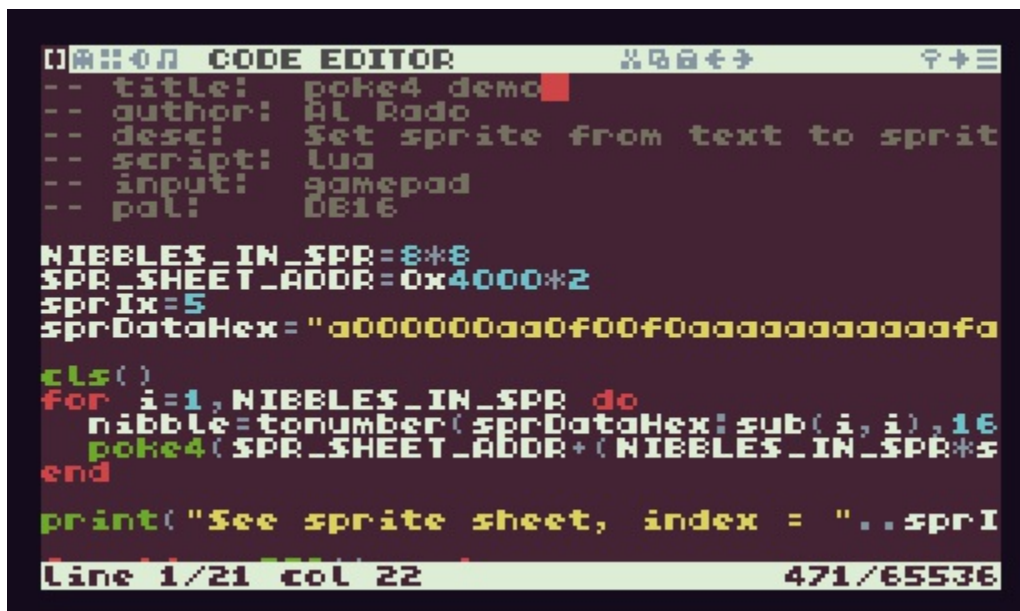 CODE EDITOR
-- title: poke4 demo
-- author: Al Rado
-- desc: Set sprite from text to sprit
-- script: lua
-- input: gamepad
-- pal: DB16
NIBBLES_IN_SPR=8*8
SPR_SHEET_ADDR=0x4000*2
sprIx=5
sprDataHex="a000000aa0f00f0aaaaaaaaaaaafa
cls()
for i=1,NIBBLES_IN_SPR do
nibble=tonumber(sprDataHex:sub(i,i),16
poke4(SPR_SHEET_ADDR+(NIBBLES_IN_SPR*s
end
print("See sprite sheet, index = "..sprI
line 1/21 col 22 471/65536